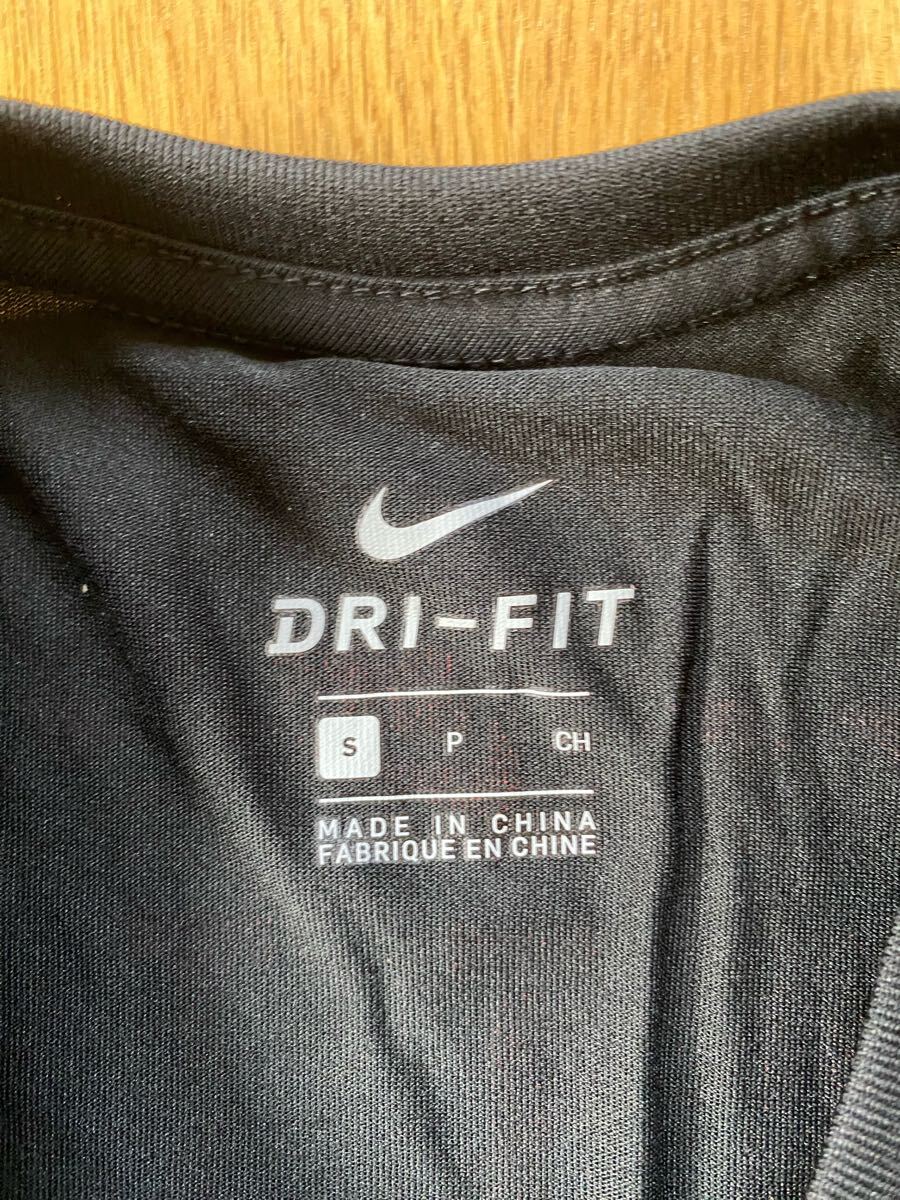 DRI-FIT
S P CH
MADE IN CHINA
FABRIQUE EN CHINE